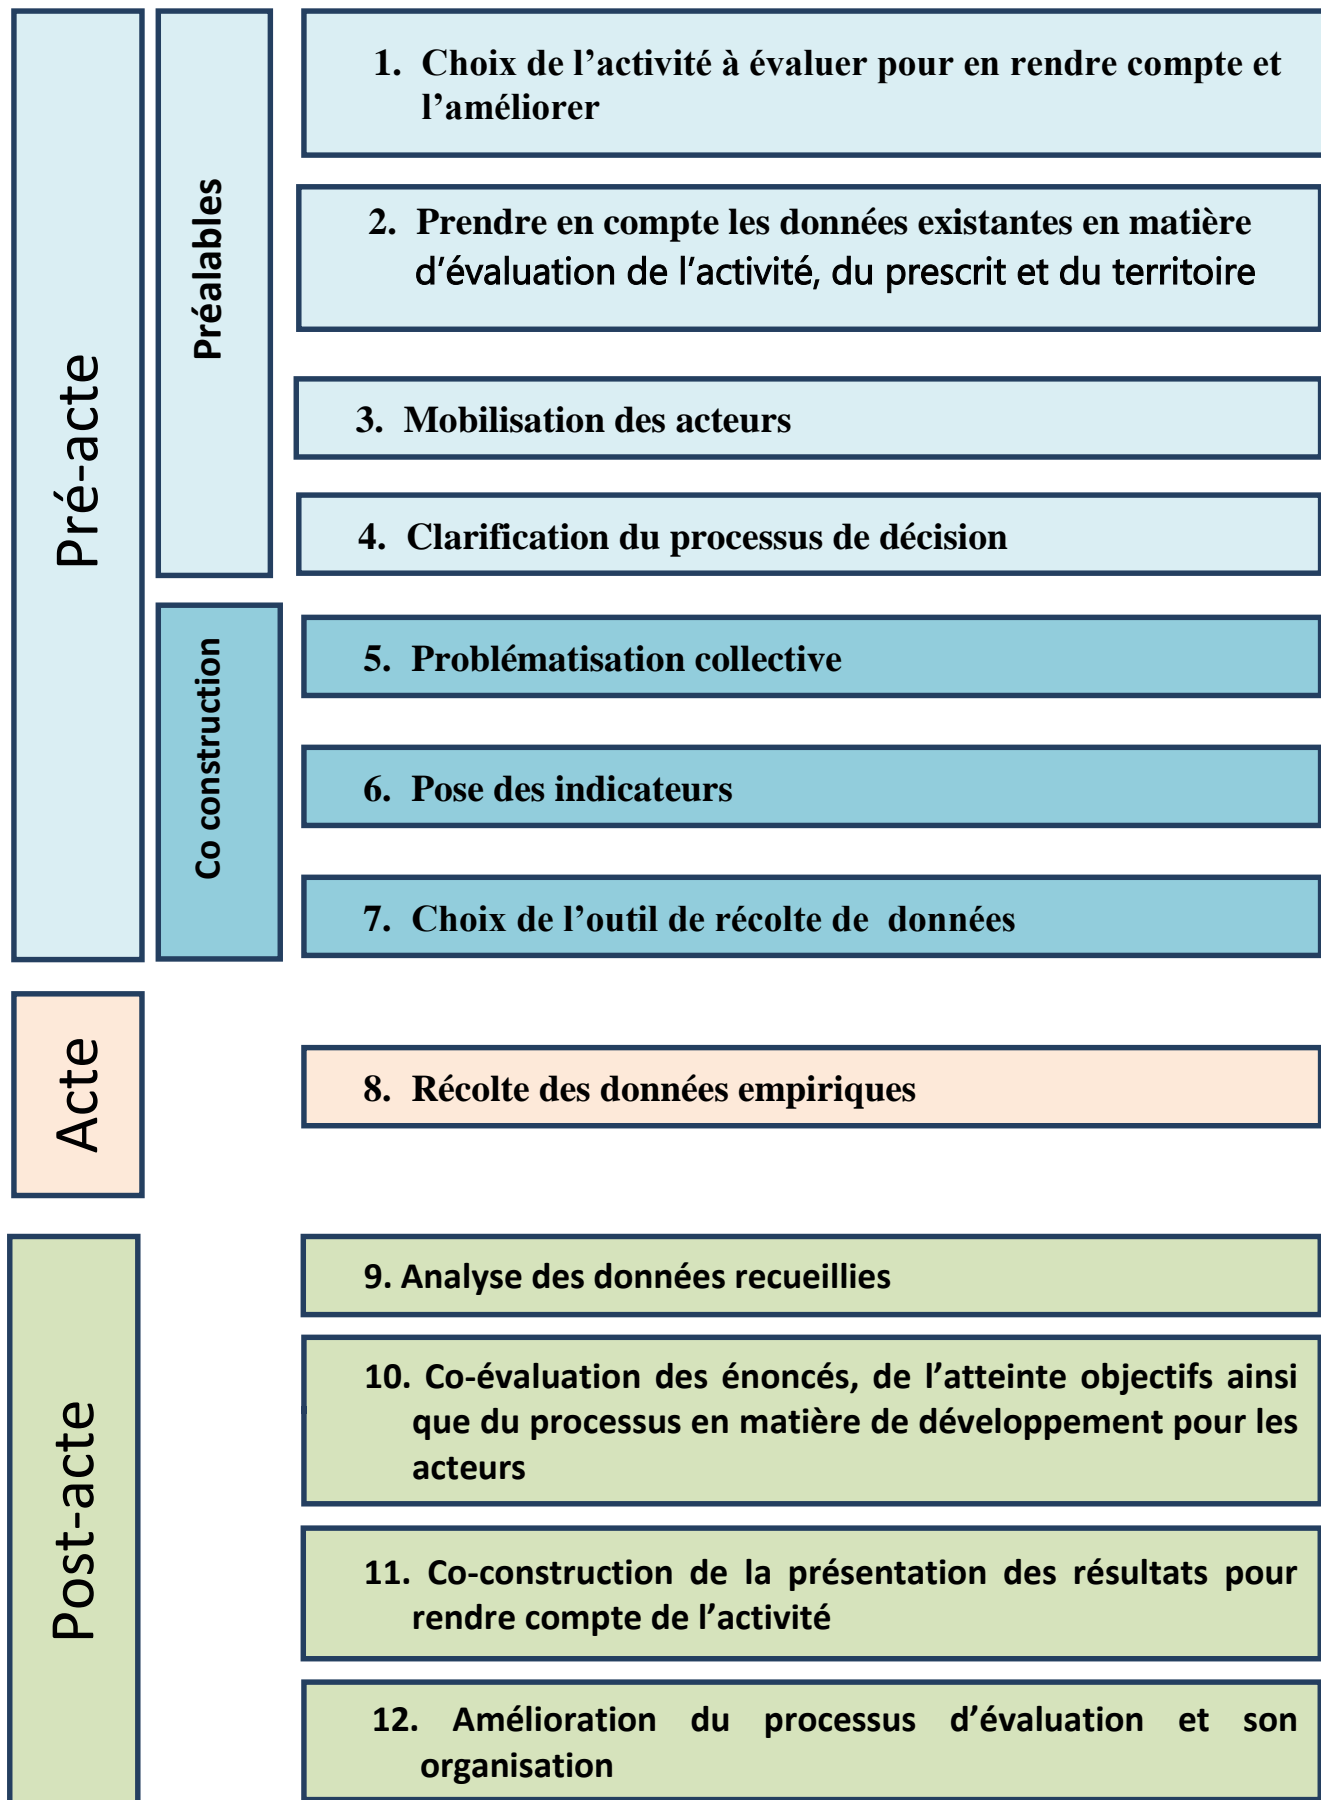 Pré-acte
Préalables
1. Choix de l’activité à évaluer pour en rendre compte et
l’améliorer
2. Prendre en compte les données existantes en matière
d’évaluation de l’activité, du prescrit et du territoire
3. Mobilisation des acteurs
4. Clarification du processus de décision
Co construction
5. Problématisation collective
6. Pose des indicateurs
7. Choix de l’outil de récolte de données
Acte
8. Récolte des données empiriques
Post-acte
9. Analyse des données recueillies
10. Co-évaluation des énoncés, de l’atteinte objectifs ainsi
que du processus en matière de développement pour les
acteurs
11. Co-construction de la présentation des résultats pour
rendre compte de l’activité
12. Amélioration du processus d’évaluation et son
organisation